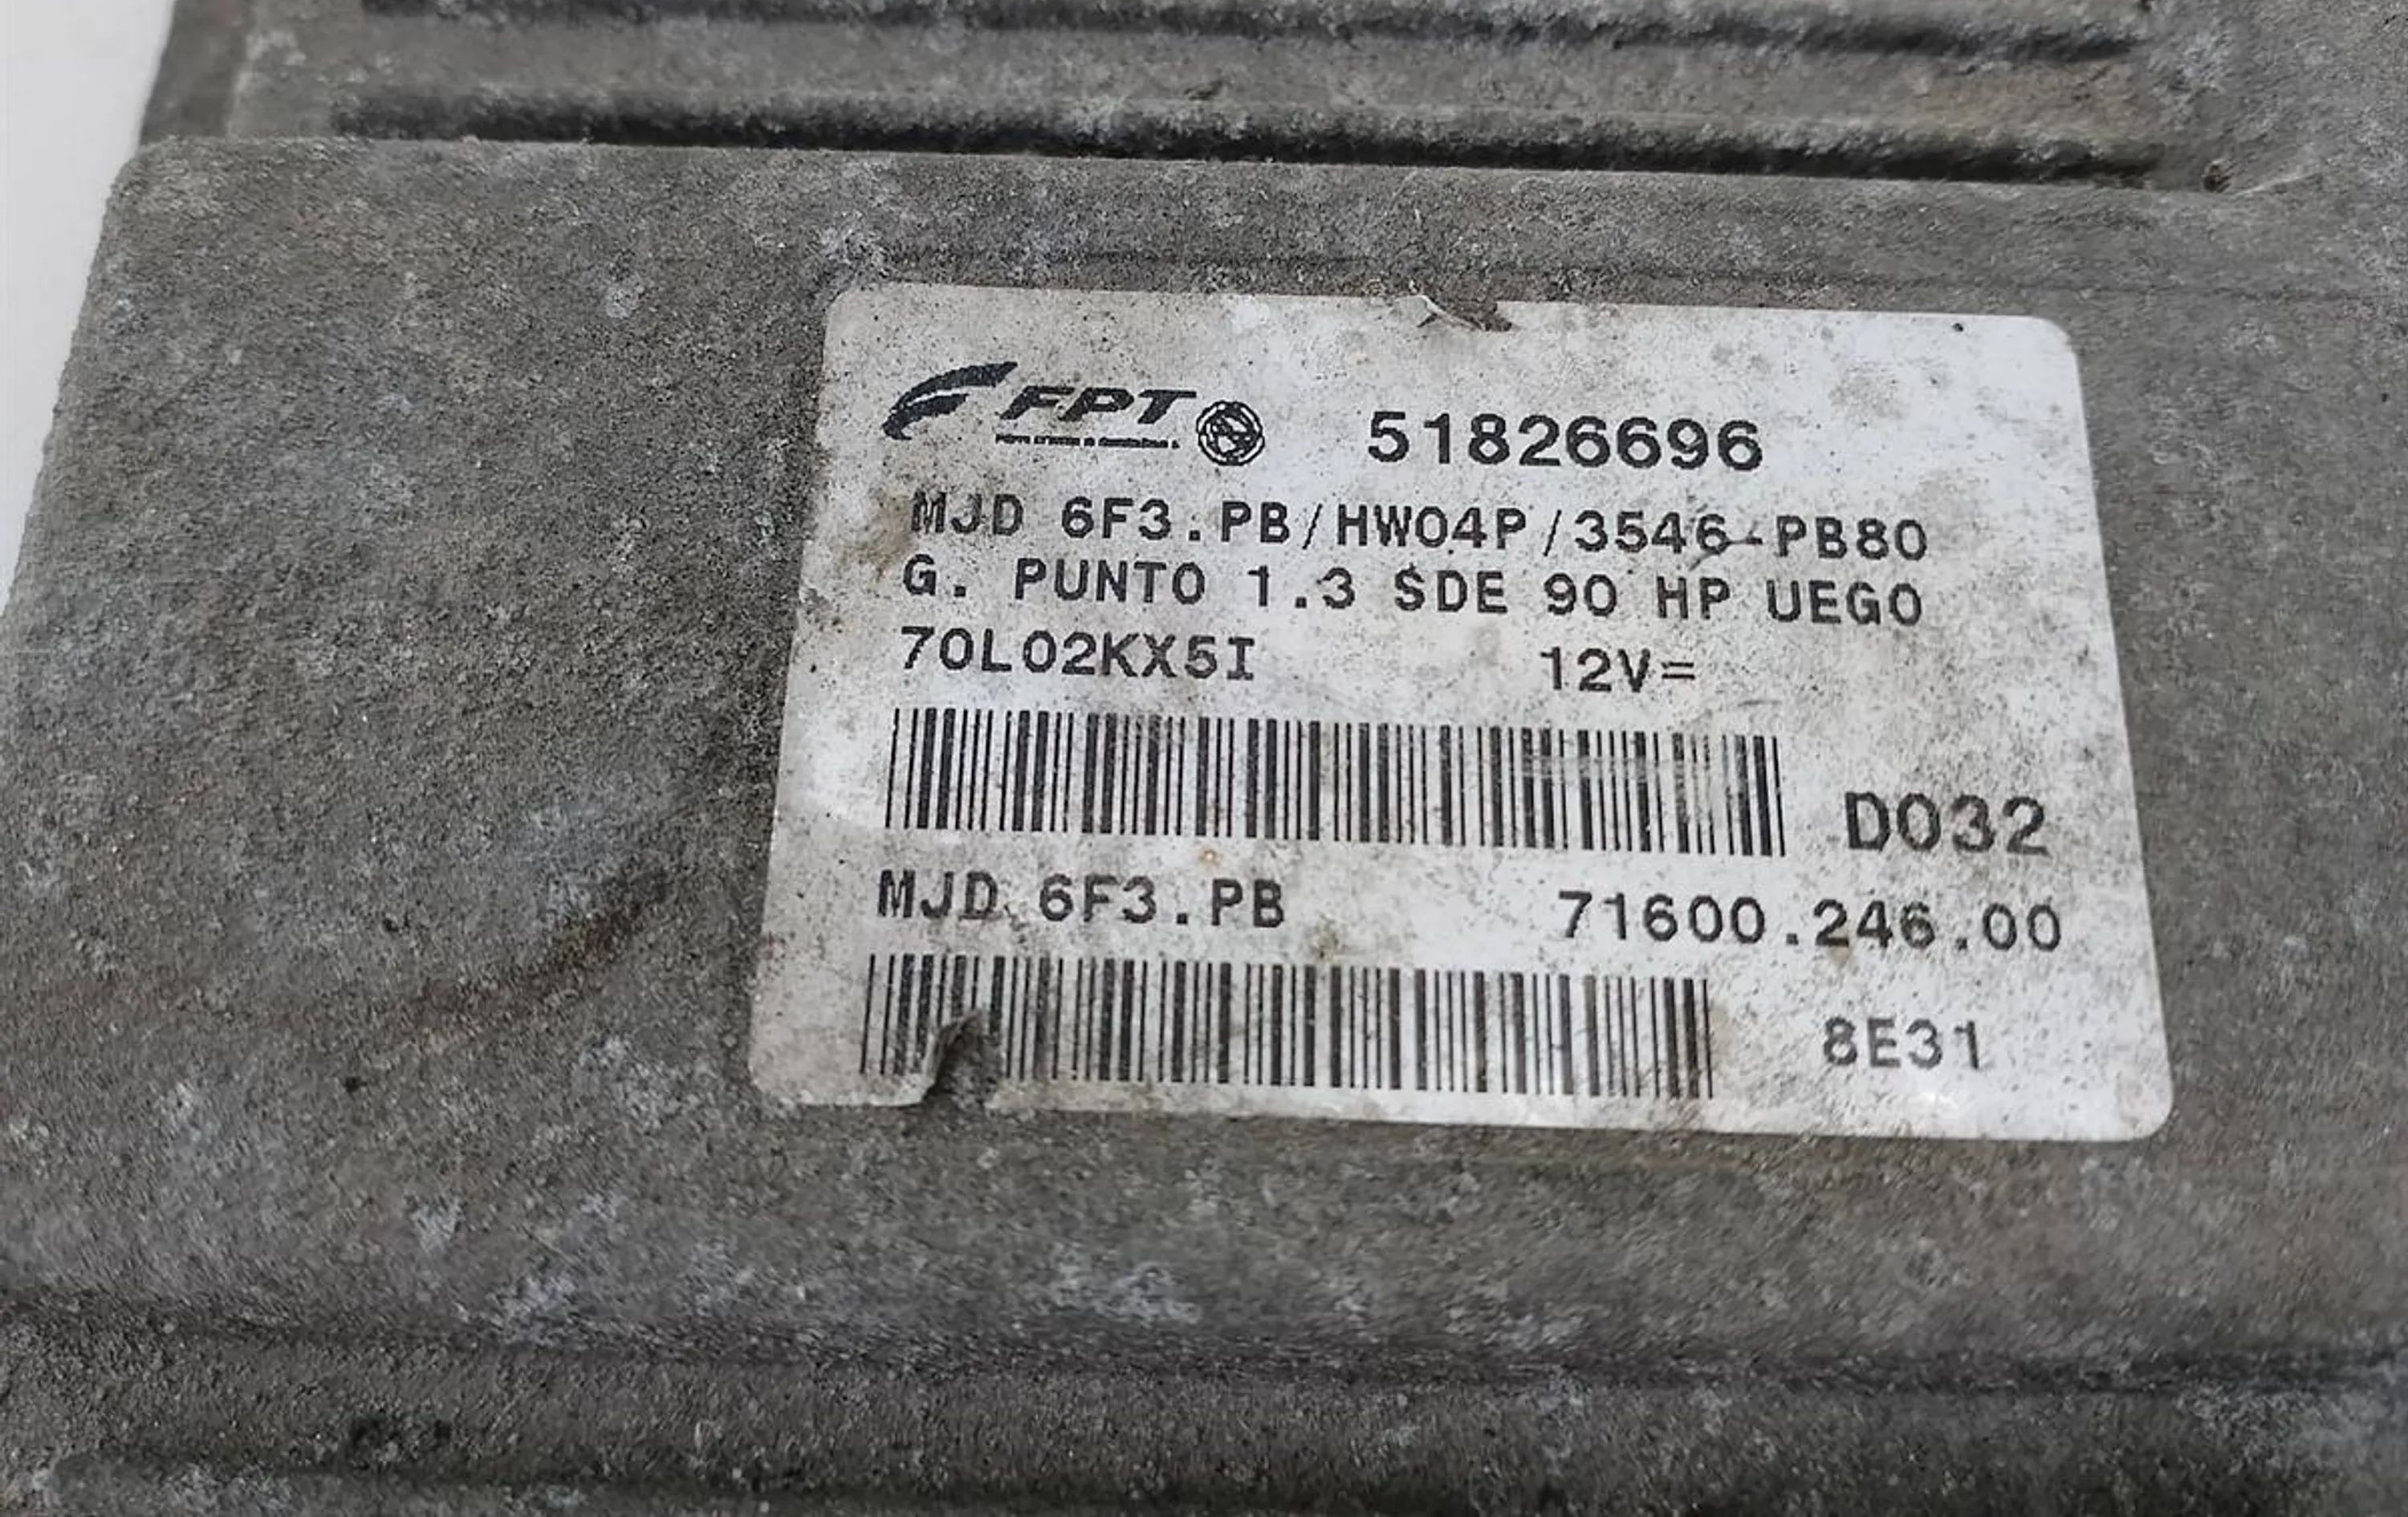 FPT 51826696
MJD 6F3.PB/HW04P/3546-PB80
G. PUNTO 1.3 SDE 90 HP UEGO
70L02KX5I 12V=
D032
MJD 6F3.PB 71600.246.00
8E31